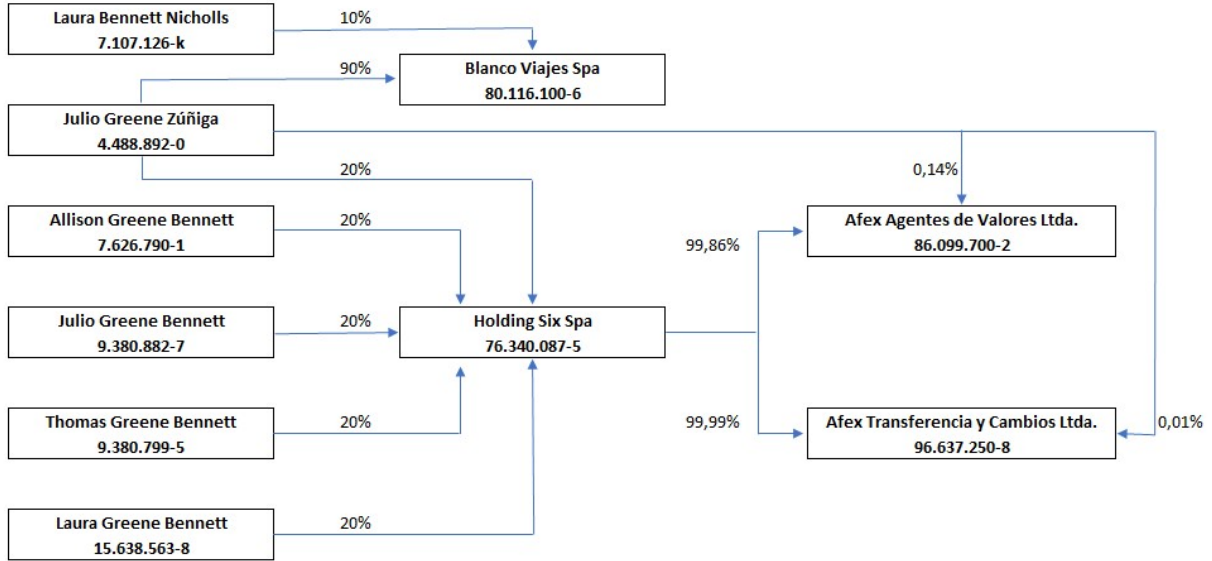 Laura Bennett Nicholls
7.107.126-k
10%
90%
Blanco Viajes Spa
80.116.100-6
Julio Greene Zúñiga
4.488.892-0
20%
0,14%
Allison Greene Bennett
7.626.790-1
20%
Afex Agentes de Valores Ltda.
86.099.700-2
99,86%
Julio Greene Bennett
9.380.882-7
20%
Holding Six Spa
76.340.087-5
Thomas Greene Bennett
9.380.799-5
20%
99,99%
Afex Transferencia y Cambios Ltda.
96.637.250-8
0,01%
Laura Greene Bennett
15.638.563-8
20%